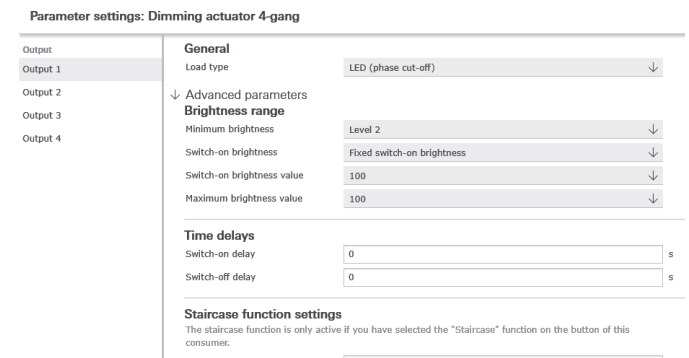 Parameter settings: Dimming actuator 4-gang
Output
Output 1
Output 2
Output 3
Output 4
General
Load type LED (phase cut-off)
Advanced parameters
Brightness range
Minimum brightness Level 2
Switch-on brightness Fixed switch-on brightness
Switch-on brightness value 100
Maximum brightness value 100
Time delays
Switch-on delay 0 s
Switch-off delay 0 s
Staircase function settings
The staircase function is only active if you have selected the "Staircase" function on the button of this
consumer.